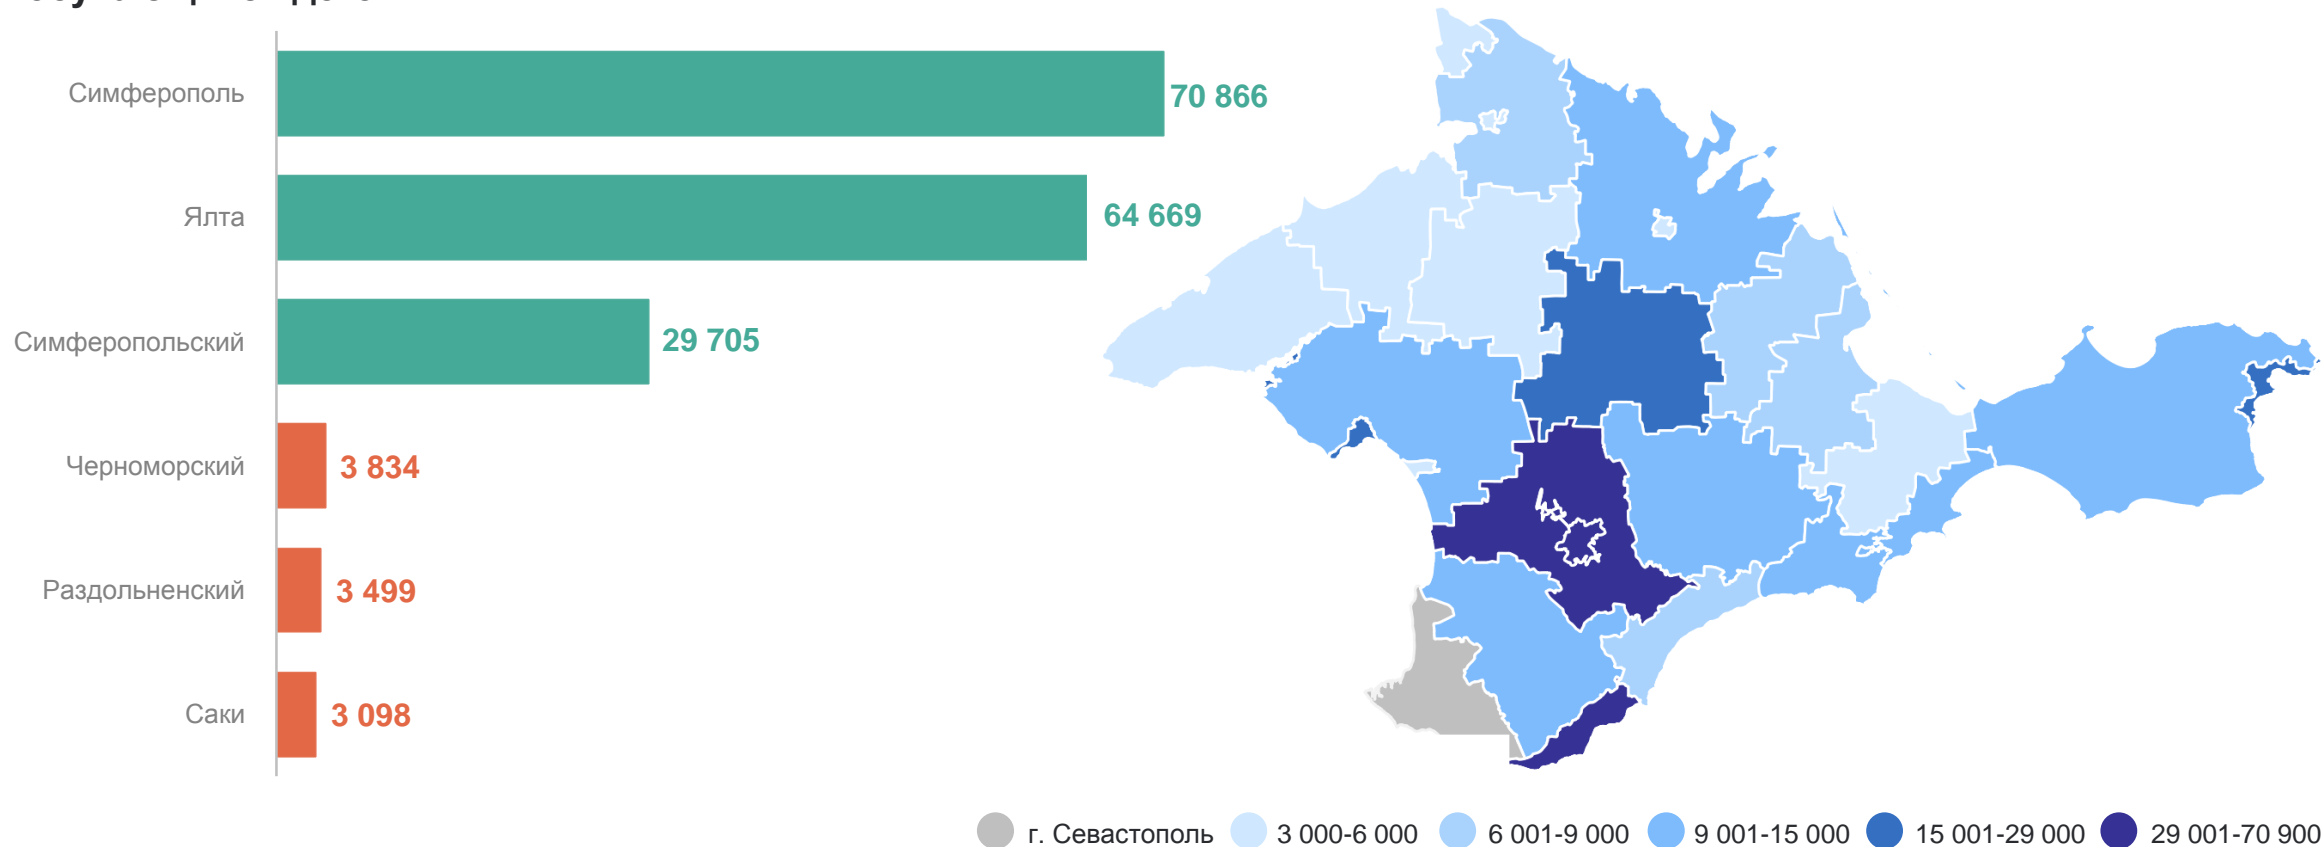 Симферополь
70 866
Ялта
64 669
Симферопольский
29 705
Черноморский
3 834
Раздольненский
3 499
Саки
3 098
г. Севастополь
3 000-6 000
6 001-9 000
9 001-15 000
15 001-29 000
29 001-70 900